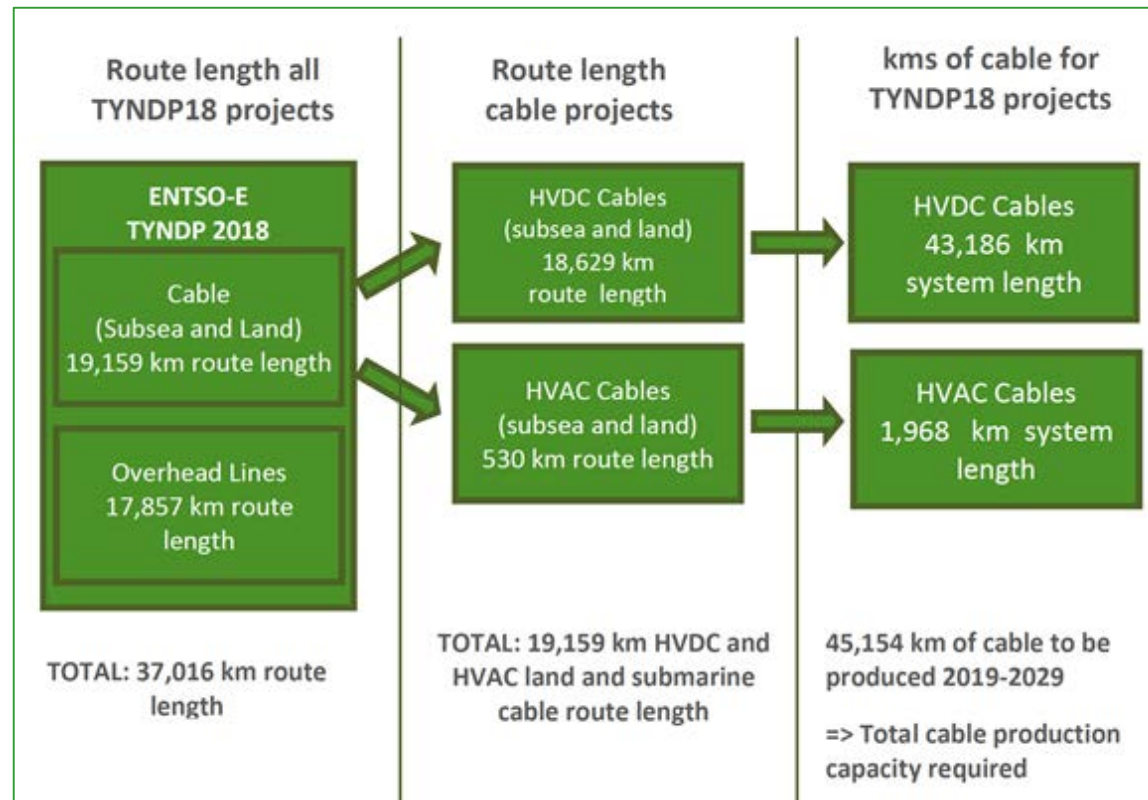 Route length all
TYNDP18 projects
ENTSO-E
TYNDP 2018
Cable
(Subsea and Land)
19,159 km route length
Overhead Lines
17,857 km route
length
TOTAL: 37,016 km route
length
Route length
cable projects
HVDC Cables
(subsea and land)
18,629 km
route length
HVAC Cables
(subsea and land)
530 km route length
TOTAL: 19,159 km HVDC and
HVAC land and submarine
cable route length
kms of cable for
TYNDP18 projects
HVDC Cables
43,186 km
system length
HVAC Cables
1,968 km system
length
45,154 km of cable to be
produced 2019-2029
=> Total cable production
capacity required